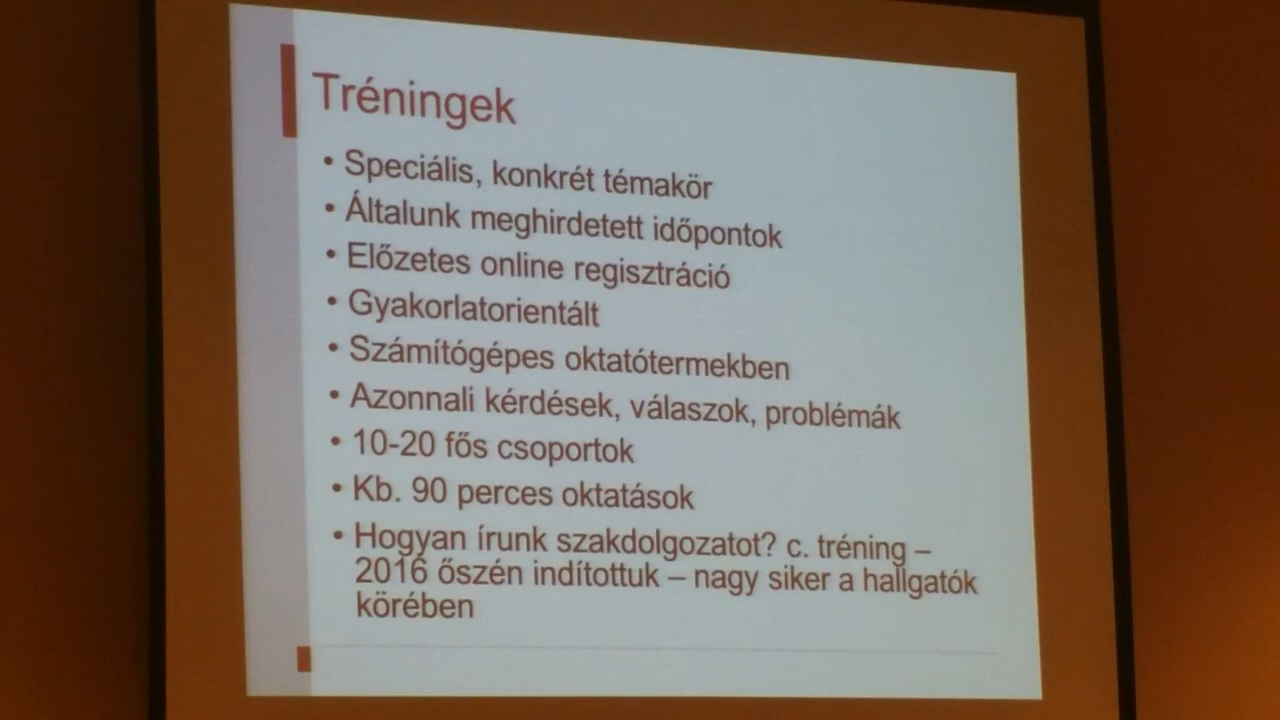 Tréningek
• Speciális, konkrét témakör
• Általunk meghirdetett időpontok
• Előzetes online regisztráció
• Gyakorlatorientált
• Számítógépes oktatótermekben
• Azonnali kérdések, válaszok, problémák
• 10-20 fős csoportok
• Kb. 90 perces oktatások
• Hogyan írunk szakdolgozatot? c. tréning –
2016 őszén indítottuk – nagy siker a hallgatók
körében